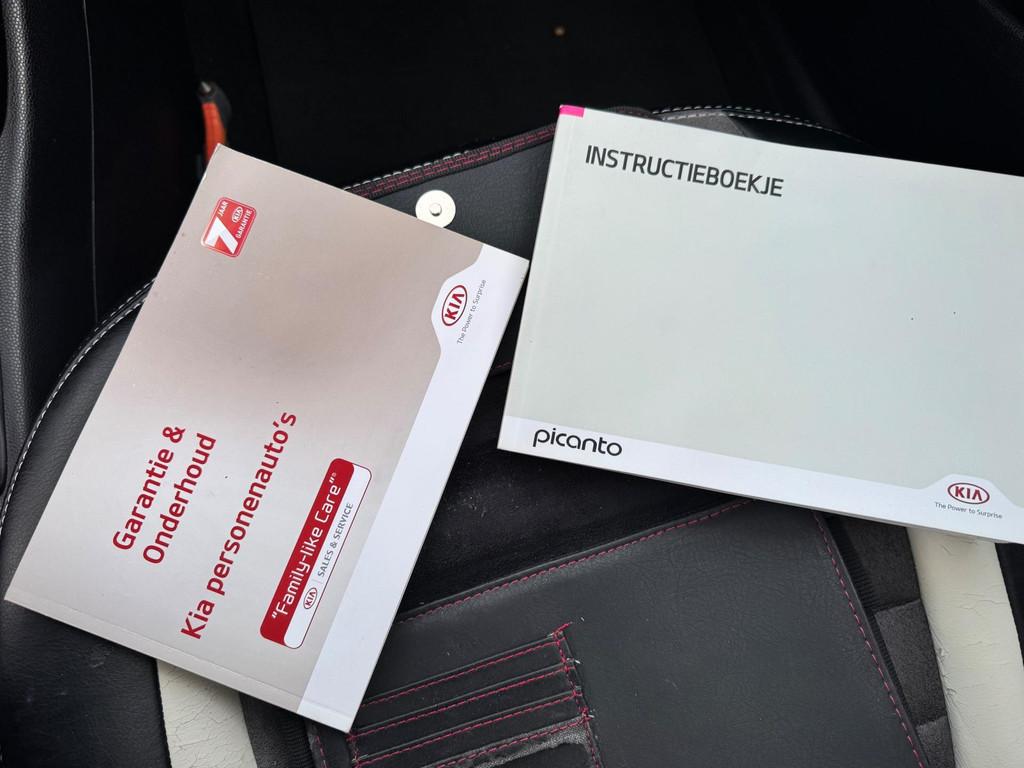 7 JAAR
KIA
GARANTIE
KIA
The Power to Surprise
Garantie &
Onderhoud
Kia personenauto's
"Family-like Care"
KIA SALES & SERVICE
INSTRUCTIEBOEKJE
picanto
KIA
The Power to Surprise